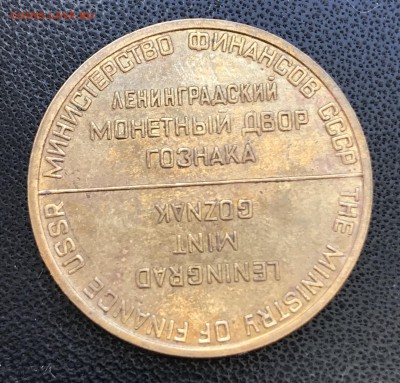 МИНИСТЕРСТВО ФИНАНСОВ СССР
ЛЕНИНГРАДСКИЙ
МОНЕТНЫЙ ДВОР
ГОЗНАКА
THE MINISTRY OF FINANCE USSR
LENINGRAD
MINT
GOZNAK